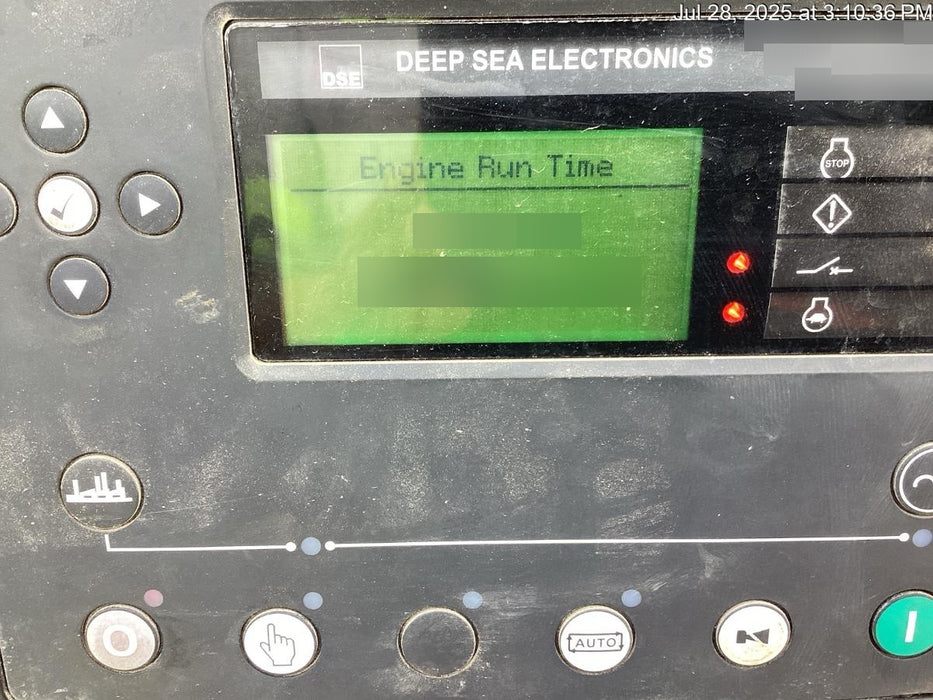 Jul 28, 2025 at 3:10:36 PM
DSE
DEEP SEA ELECTRONICS
Engine Run Time
STOP
AUTO